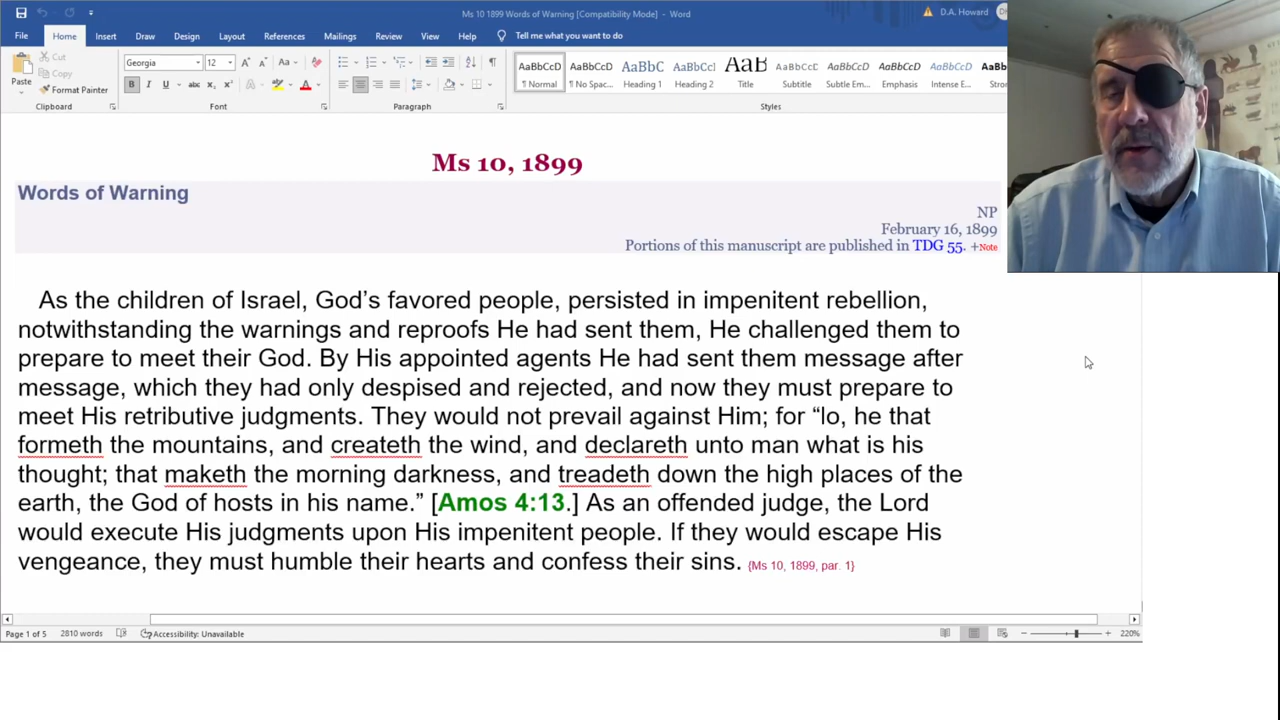 Ms 10 1899 Words of Warning [Compatibility Mode] - Word
D.A. Howard
File Home Insert Draw Design Layout References Mailings Review View Help Tell me what you want to do
Paste
Cut
Copy
Format Painter
Clipboard
Georgia 12
Font
Paragraph
AaBbCcD AaBbCcD AaBbC AaBbCcI AaB AaBbCcD AaBbCcD AaBbCcD AaBbCcD AaBb
¶ Normal ¶ No Spac... Heading 1 Heading 2 Title Subtitle Subtle Em... Emphasis Intense E... Stron
Styles
Ms 10, 1899
Words of Warning
NP
February 16, 1899
Portions of this manuscript are published in TDG 55. +Note
As the children of Israel, God’s favored people, persisted in impenitent rebellion,
notwithstanding the warnings and reproofs He had sent them, He challenged them to
prepare to meet their God. By His appointed agents He had sent them message after
message, which they had only despised and rejected, and now they must prepare to
meet His retributive judgments. They would not prevail against Him; for “lo, he that
formeth the mountains, and createth the wind, and declareth unto man what is his
thought; that maketh the morning darkness, and treadeth down the high places of the
earth, the God of hosts in his name.” [Amos 4:13.] As an offended judge, the Lord
would execute His judgments upon His impenitent people. If they would escape His
vengeance, they must humble their hearts and confess their sins. {Ms 10, 1899, par. 1}
Page 1 of 5 2810 words Accessibility: Unavailable 220%